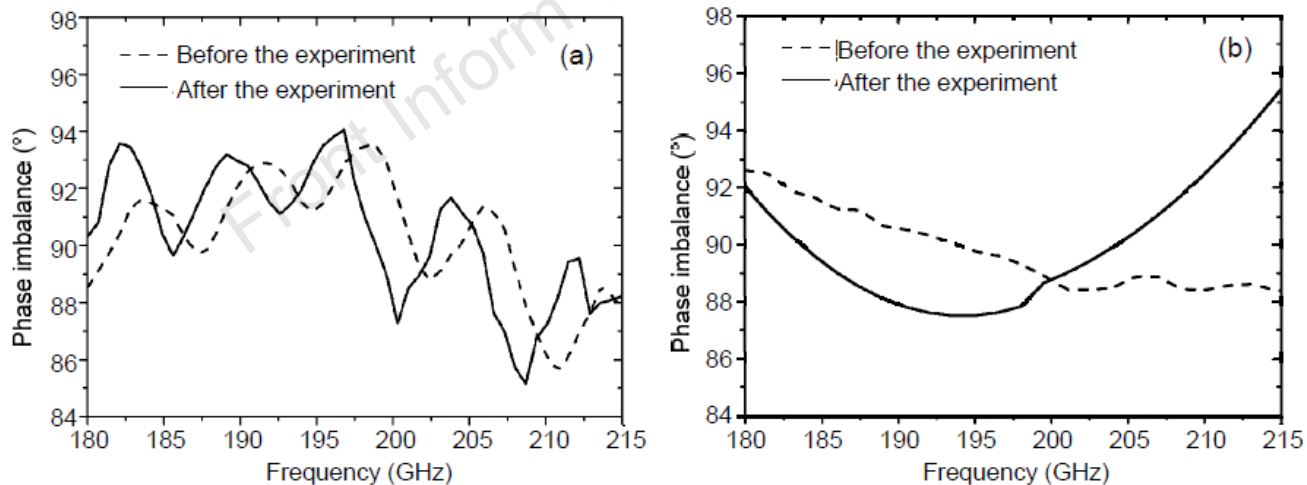 98
96
94
92
90
88
86
84
Phase imbalance (°)
Before the experiment
After the experiment
(a)
180 185 190 195 200 205 210 215
Frequency (GHz)
Front Inform
98
96
94
92
90
88
86
84
Phase imbalance (°)
Before the experiment
After the experiment
(b)
180 185 190 195 200 205 210 215
Frequency (GHz)